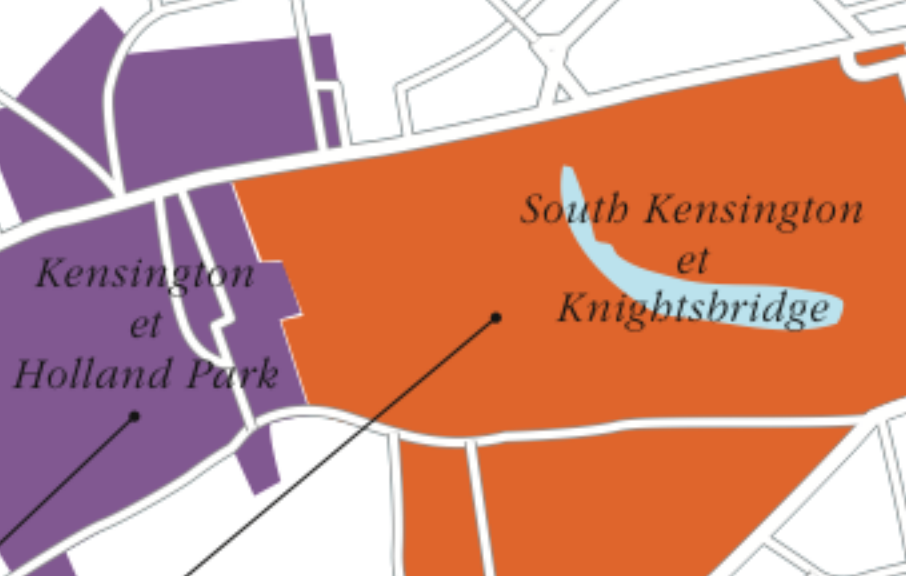 Kensington
et
Holland Park
South Kensington
et
Knightsbridge